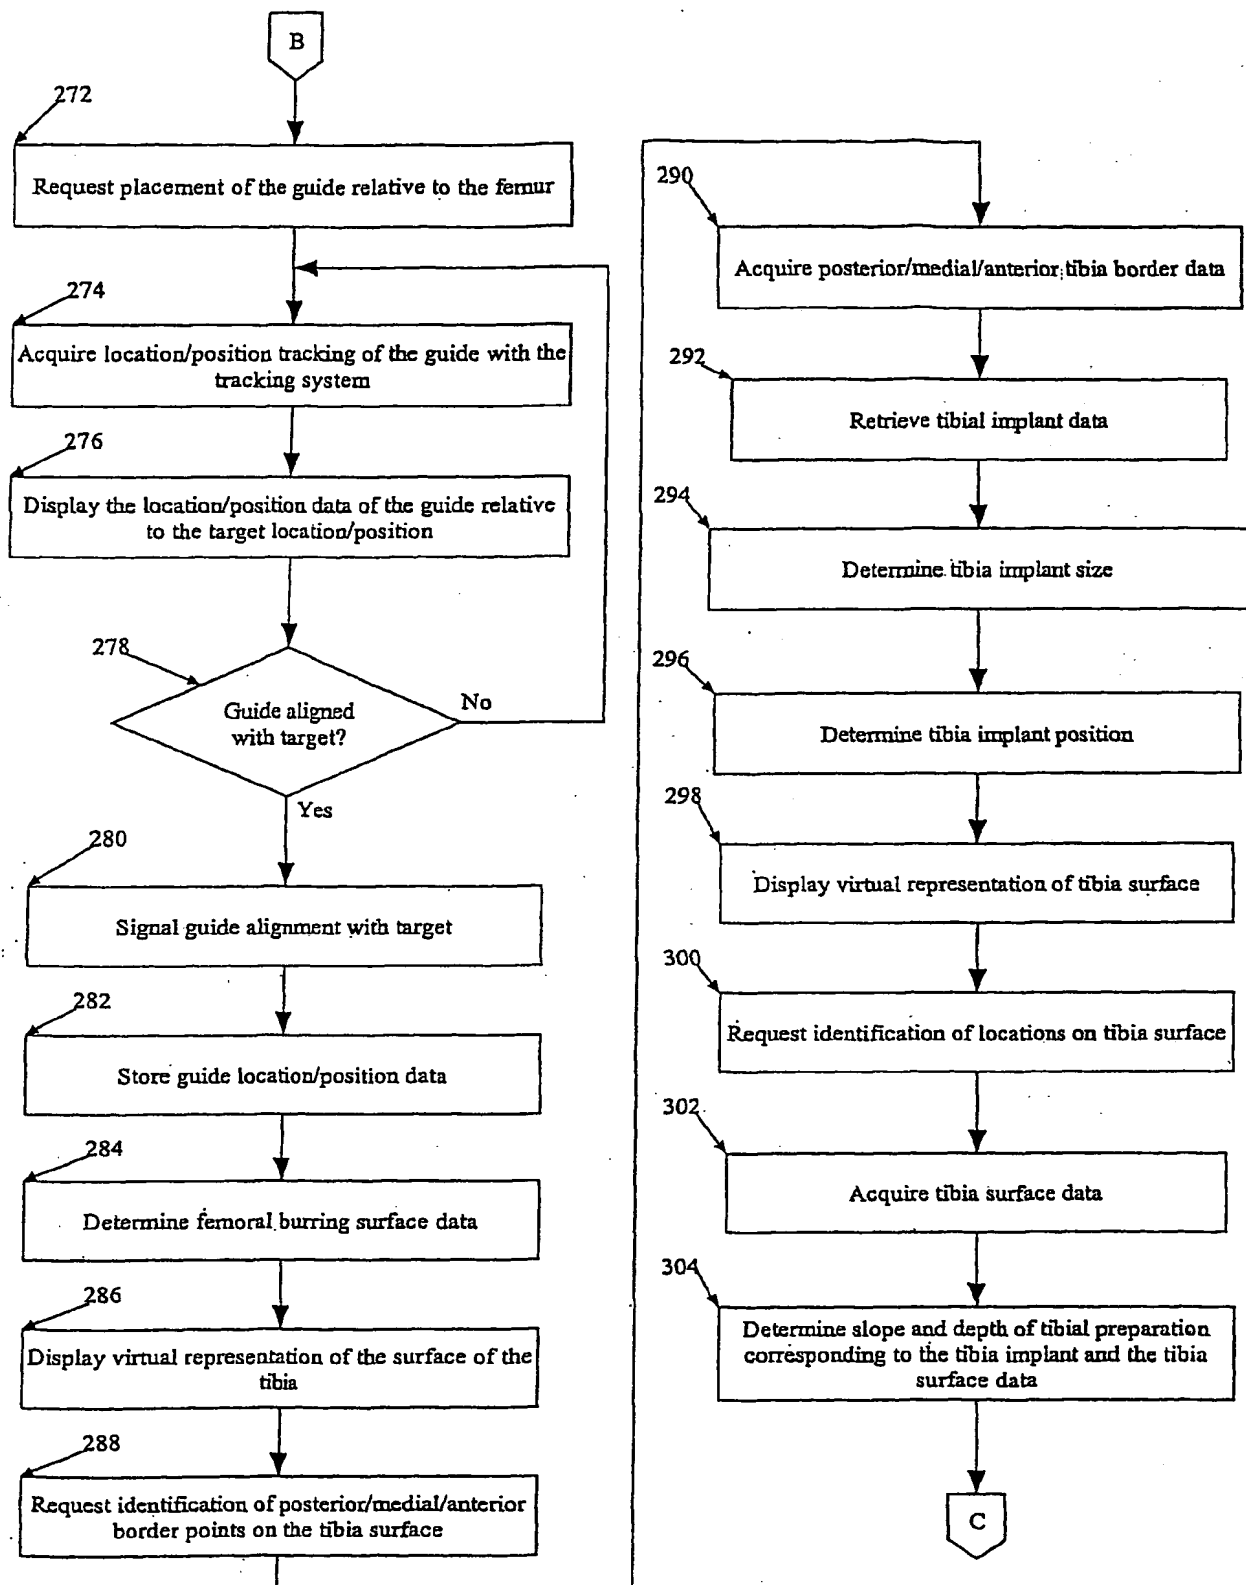 B
272
Request placement of the guide relative to the femur
274
Acquire location/position tracking of the guide with the
tracking system
276
Display the location/position data of the guide relative
to the target location/position
278
Guide aligned
with target?
No
Yes
280
Signal guide alignment with target
282
Store guide location/position data
284
Determine femoral burring surface data
286
Display virtual representation of the surface of the
tibia
288
Request identification of posterior/medial/anterior
border points on the tibia surface
290
Acquire posterior/medial/anterior tibia border data
292
Retrieve tibial implant data
294
Determine tibia implant size
296
Determine tibia implant position
298
Display virtual representation of tibia surface
300
Request identification of locations on tibia surface
302
Acquire tibia surface data
304
Determine slope and depth of tibial preparation
corresponding to the tibia implant and the tibia
surface data
C